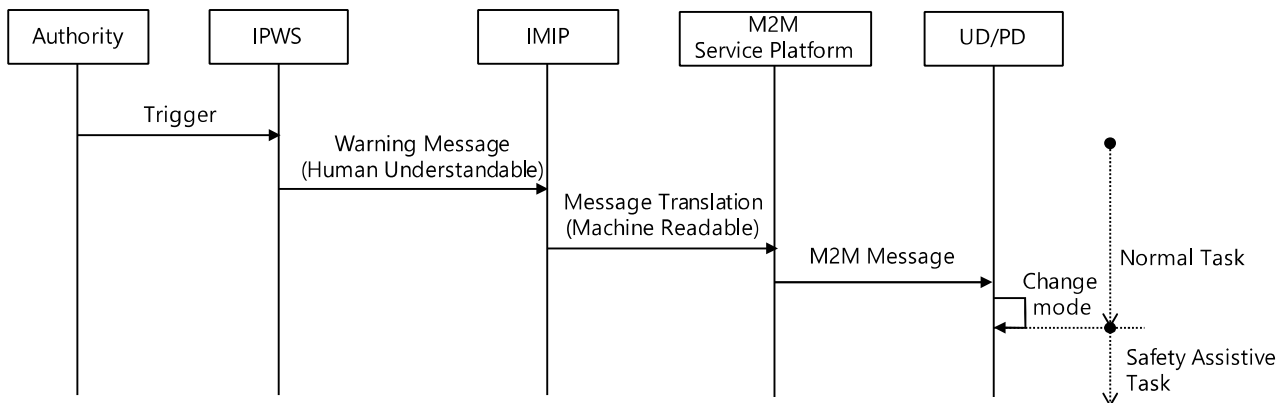 Authority
IPWS
IMIP
M2M
Service Platform
UD/PD
Trigger
Warning Message
(Human Understandable)
Message Translation
(Machine Readable)
M2M Message
Normal Task
Change
mode
Safety Assistive
Task